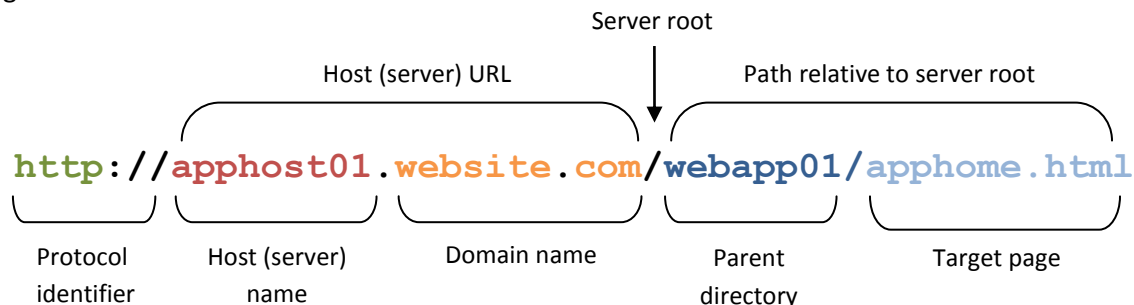 g
Server root
Host (server) URL
Path relative to server root
http://apphost01.website.com/webapp01/apphome.html
Protocol
identifier
Host (server)
name
Domain name
Parent
directory
Target page